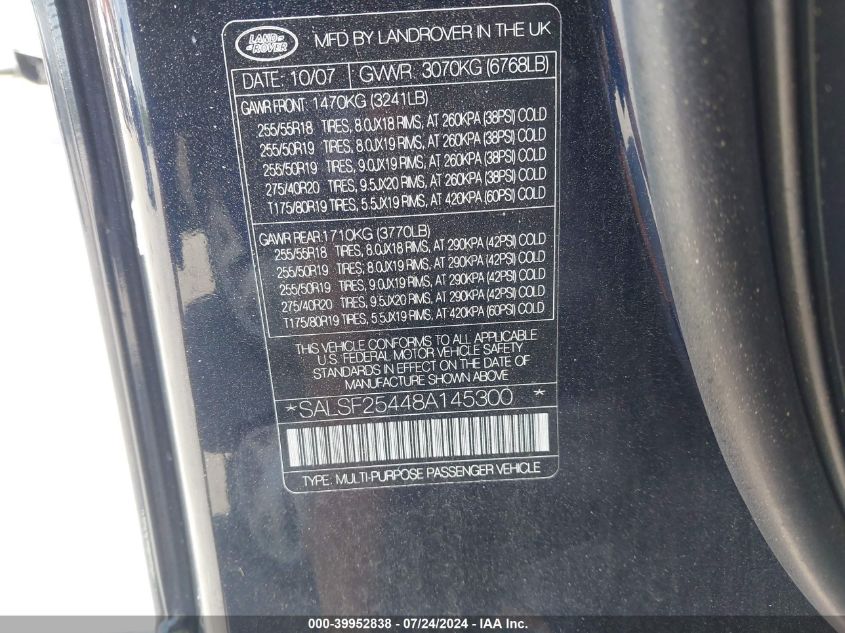 LAND
ROVER
MFD BY LANDROVER IN THE UK
DATE: 10/07 GVWR: 3070KG (6768LB)
GAWR FRONT: 1470KG (3241LB)
255/55R18 TIRES, 8.0JX18 RIMS, AT 260KPA (38PSI) COLD
255/50R19 TIRES, 8.0JX19 RIMS, AT 260KPA (38PSI) COLD
255/50R19 TIRES, 9.0JX19 RIMS, AT 260KPA (38PSI) COLD
275/40R20 TIRES, 9.5JX20 RIMS, AT 260KPA (38PSI) COLD
T175/80R19 TIRES, 5.5JX19 RIMS, AT 420KPA (60PSI) COLD
GAWR REAR: 1710KG (3770LB)
255/55R18 TIRES, 8.0JX18 RIMS, AT 290KPA (42PSI) COLD
255/50R19 TIRES, 8.0JX19 RIMS, AT 290KPA (42PSI) COLD
255/50R19 TIRES, 9.0JX19 RIMS, AT 290KPA (42PSI) COLD
275/40R20 TIRES, 9.5JX20 RIMS, AT 290KPA (42PSI) COLD
T175/80R19 TIRES, 5.5JX19 RIMS, AT 420KPA (60PSI) COLD
THIS VEHICLE CONFORMS TO ALL APPLICABLE
U.S. FEDERAL MOTOR VEHICLE SAFETY
STANDARDS IN EFFECT ON THE DATE OF
MANUFACTURE SHOWN ABOVE
*SALSF25448A145300*
TYPE: MULTI-PURPOSE PASSENGER VEHICLE
000-39952838 - 07/24/2024 - IAAI.COM